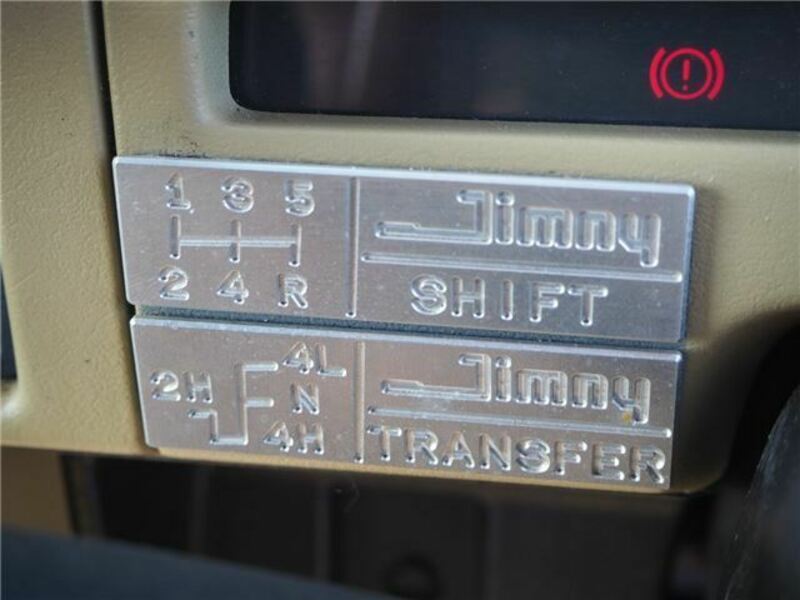 1 3 5
2 4 R
Jimny
SHIFT
4L
2H N
4H
Jimny
TRANSFER